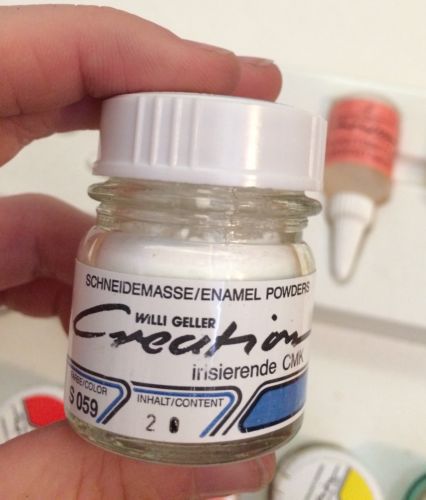 SCHNEIDEMASSE/ENAMEL POWDERS
WiLLi GELLER
Creation
irisierende CMK
FARBE/COLOR
S 059
INHALT/CONTENT
2